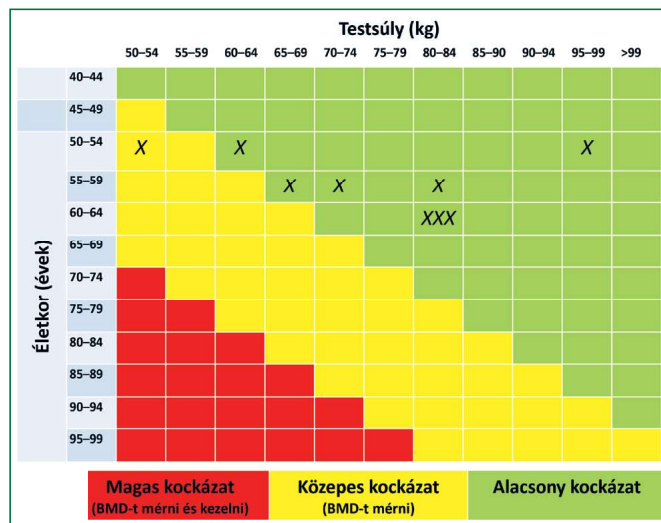 Testsúly (kg)
50–54 55–59 60–64 65–69 70–74 75–79 80–84 85–90 90–94 95–99 >99
Életkor (évek)
40–44
45–49
50–54 X X X
55–59 X X X
60–64 XXX
65–69
70–74
75–79
80–84
85–89
90–94
95–99
Magas kockázat
(BMD-t mérni és kezelni)
Közepes kockázat
(BMD-t mérni)
Alacsony kockázat